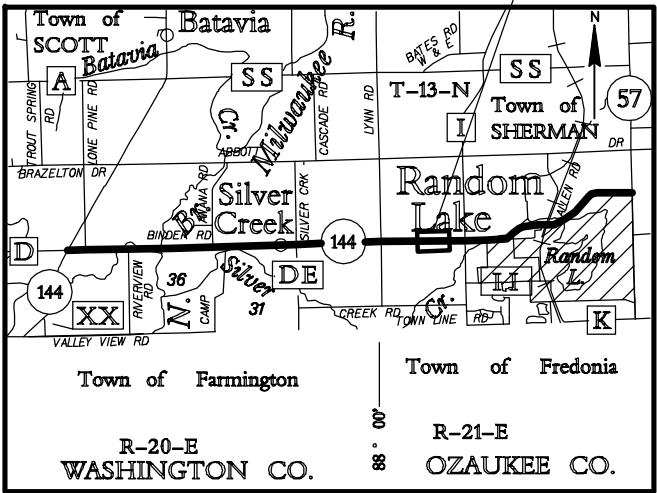 Town of
SCOTT
Batavia
Batavia
A
SS
Cr.
Milwaukee
R.
BATES RD
W & E
SS
N
57
T-13-N
Town of
SHERMAN
I
TROUT SPRING
RD
LONE PINE RD
CASCADE RD
LYNN RD
DR
BRAZELTON DR
ABBOT
Silver
Creek
SILVER CRK
Random
Lake
ALLEN RD
Br.
BINDER RD
D
144
144
36
Silver
31
DE
Random
L.
RIVERVIEW
RD
N.
CAMP
XX
Cr.
CREEK RD
TOWN LINE
RD
K
VALLEY VIEW RD
Town of Farmington
Town of Fredonia
88° 00'
R-20-E
R-21-E
WASHINGTON CO.
OZAUKEE CO.